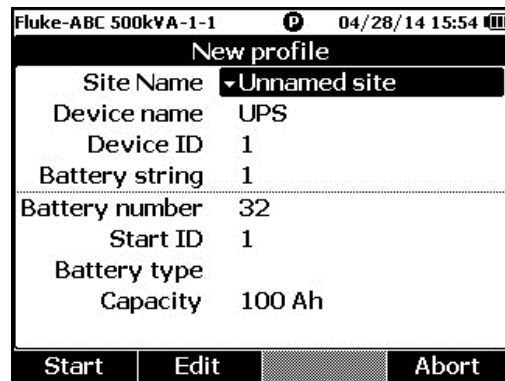 Fluke-ABC 500kVA-1-1 P 04/28/14 15:54
New profile
Site Name Unnamed site
Device name UPS
Device ID 1
Battery string 1
Battery number 32
Start ID 1
Battery type
Capacity 100 Ah
Start Edit Abort